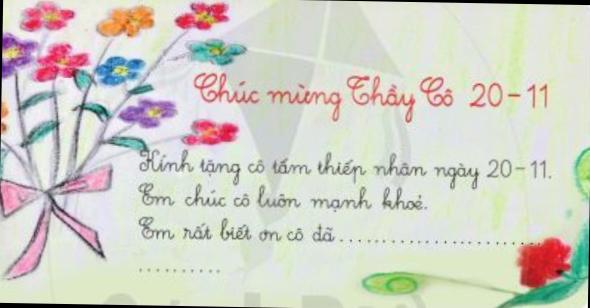 Chúc mừng Thầy Cô 20-11
Kính tặng cô tấm thiếp nhân ngày 20-11.
Em chúc cô luôn mạnh khoẻ.
Em rất biết ơn cô đã......................
..........